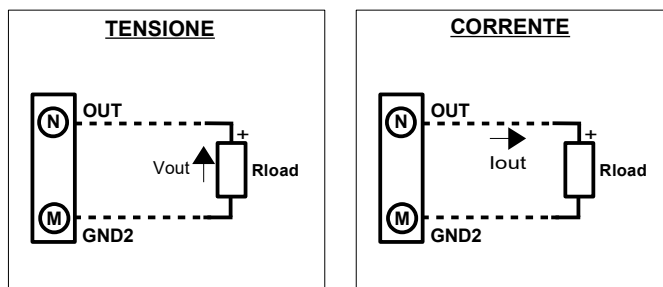 TENSIONE
N
OUT
Vout
+
Rload
M
GND2
CORRENTE
N
OUT
Iout
+
Rload
M
GND2